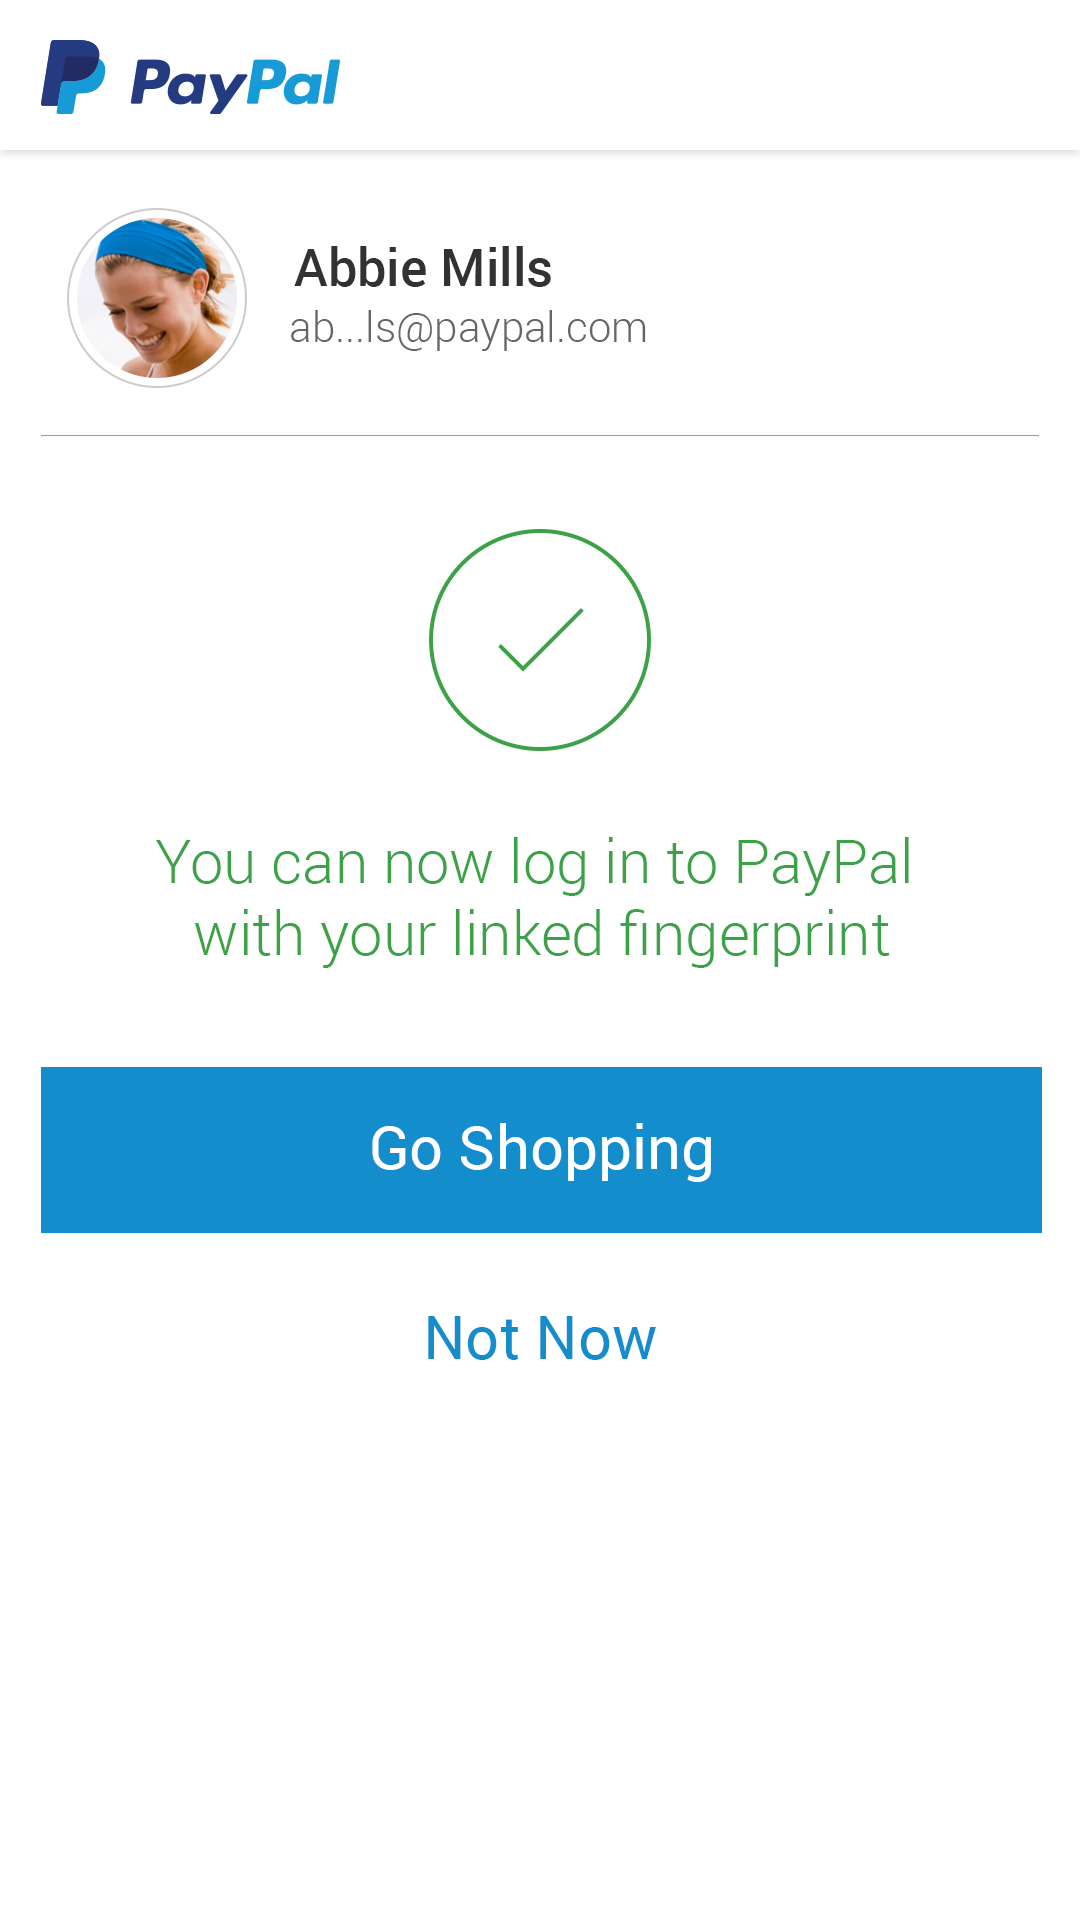 PayPal
Abbie Mills
ab...ls@paypal.com
You can now log in to PayPal
with your linked fingerprint
Go Shopping
Not Now